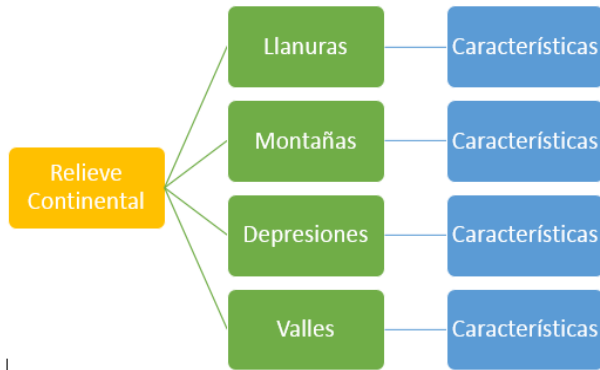 Relieve
Continental
Llanuras
Características
Montañas
Características
Depresiones
Características
Valles
Características